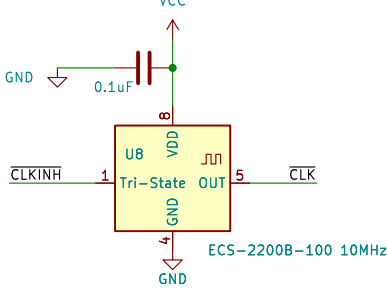 VCC
GND
0.1uF
8
U8
VDD
CLKINH
1
Tri-State
OUT
5
CLK
GND
4
ECS-2200B-100 10MHz
GND